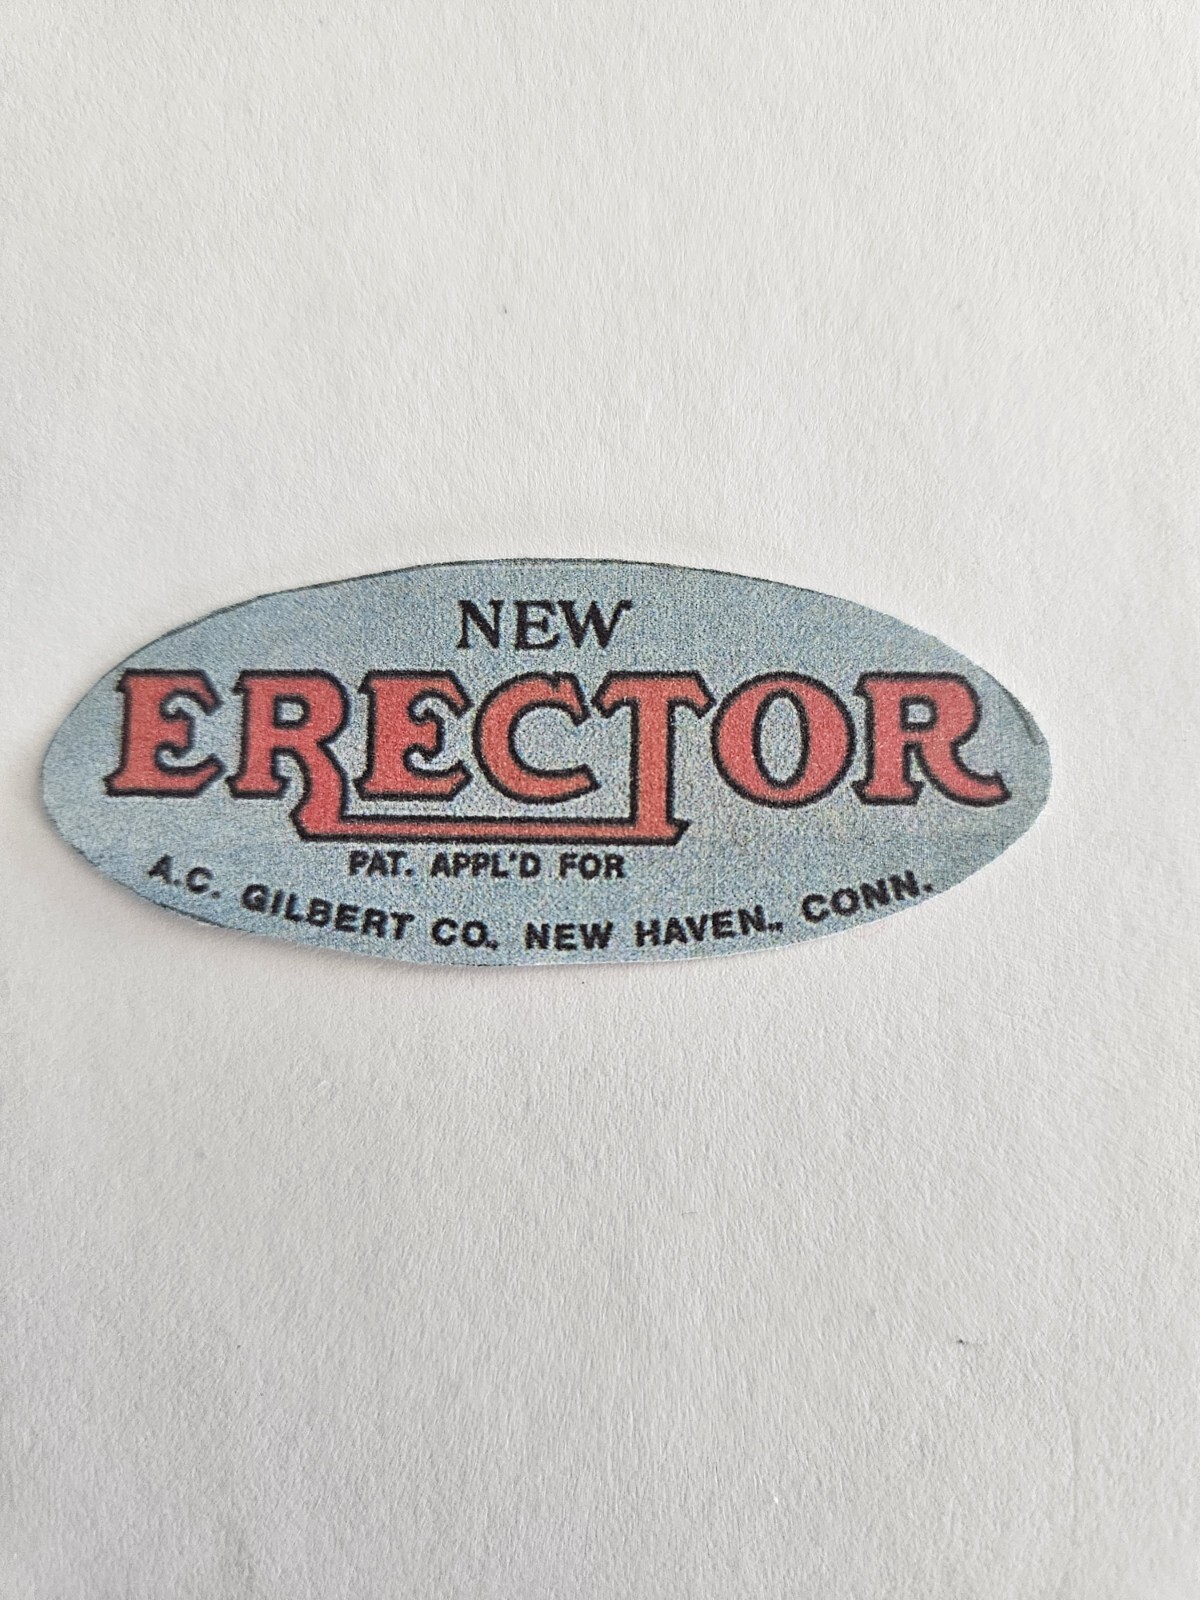 NEW
ERECTOR
PAT. APPL'D FOR
A.C. GILBERT CO. NEW HAVEN., CONN.